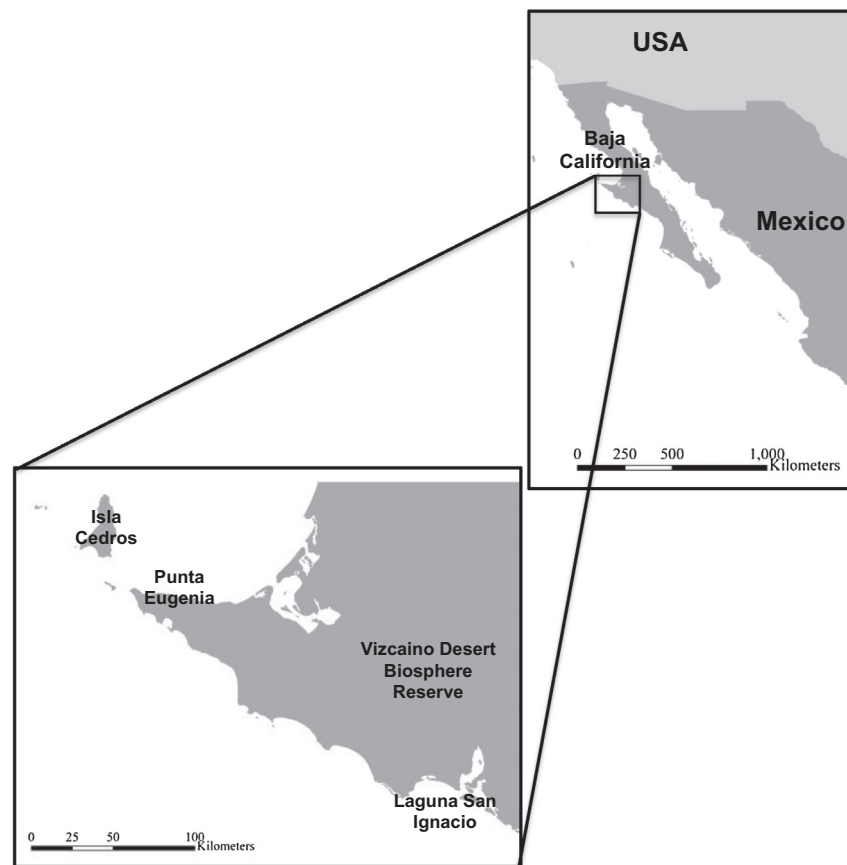 USA
Baja
California
Mexico
0 250 500 1,000
Kilometers
Isla
Cedros
Punta
Eugenia
Vizcaino Desert
Biosphere
Reserve
Laguna San
Ignacio
0 25 50 100
Kilometers